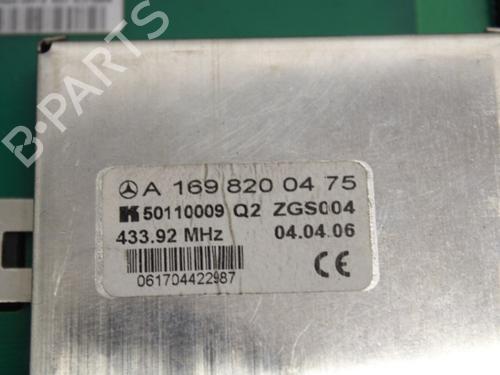 A 169 820 04 75
K 50110009 Q2 ZGS004
433.92 MHz 04.04.06
061704422987
CE
B-PARTS